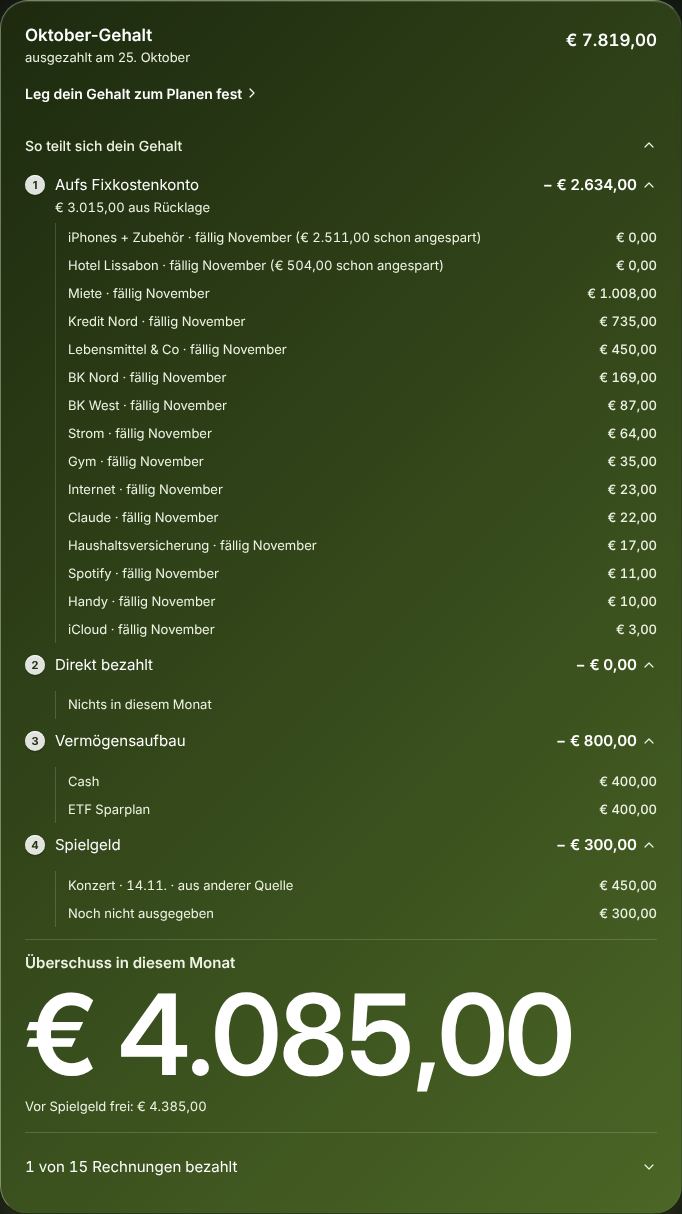 Oktober-Gehalt
€ 7.819,00
ausgezahlt am 25. Oktober
Leg dein Gehalt zum Planen fest
So teilt sich dein Gehalt
1 Aufs Fixkostenkonto – € 2.634,00
€ 3.015,00 aus Rücklage
iPhones + Zubehör · fällig November (€ 2.511,00 schon angespart) € 0,00
Hotel Lissabon · fällig November (€ 504,00 schon angespart) € 0,00
Miete · fällig November € 1.008,00
Kredit Nord · fällig November € 735,00
Lebensmittel & Co · fällig November € 450,00
BK Nord · fällig November € 169,00
BK West · fällig November € 87,00
Strom · fällig November € 64,00
Gym · fällig November € 35,00
Internet · fällig November € 23,00
Claude · fällig November € 22,00
Haushaltsversicherung · fällig November € 17,00
Spotify · fällig November € 11,00
Handy · fällig November € 10,00
iCloud · fällig November € 3,00
2 Direkt bezahlt – € 0,00
Nichts in diesem Monat
3 Vermögensaufbau – € 800,00
Cash € 400,00
ETF Sparplan € 400,00
4 Spielgeld – € 300,00
Konzert · 14.11. · aus anderer Quelle € 450,00
Noch nicht ausgegeben € 300,00
Überschuss in diesem Monat
€ 4.085,00
Vor Spielgeld frei: € 4.385,00
1 von 15 Rechnungen bezahlt